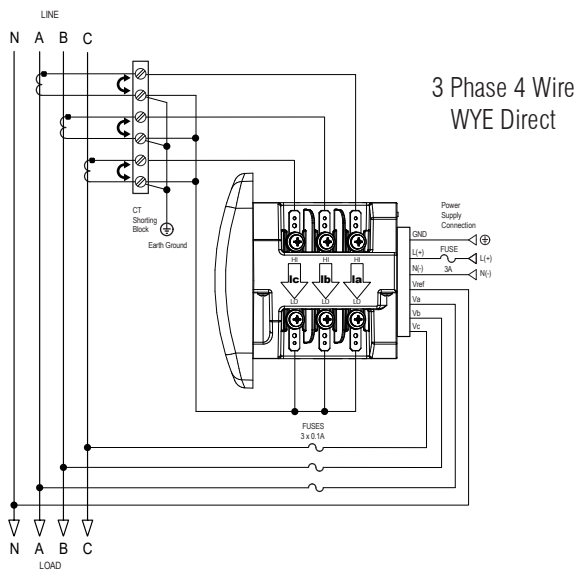 LINE
N A B C
3 Phase 4 Wire
WYE Direct
CT
Shorting
Block
Earth Ground
Power
Supply
Connection
GND
L(+)
FUSE
L(+)
N(-)
3A
N(-)
Vref
Va
Vb
Vc
HI HI HI
Ic Ib Ia
LO LO LO
FUSES
3 x 0.1A
N A B C
LOAD